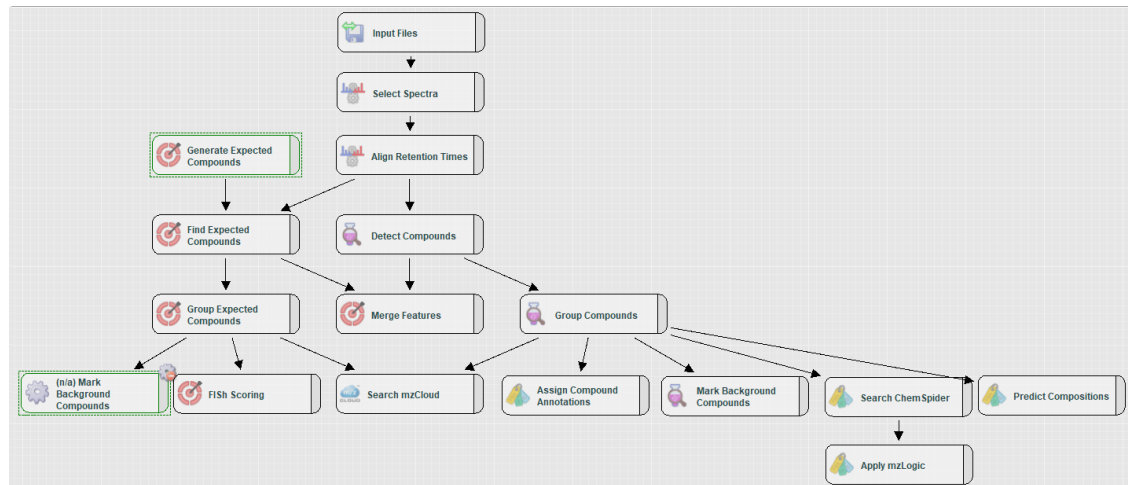 Input Files
Select Spectra
Generate Expected
Compounds
Align Retention Times
Find Expected
Compounds
Detect Compounds
Group Expected
Compounds
Merge Features
Group Compounds
(n/a) Mark
Background
Compounds
FISh Scoring
CLOUD
Search mzCloud
Assign Compound
Annotations
Mark Background
Compounds
Search ChemSpider
Predict Compositions
Apply mzLogic